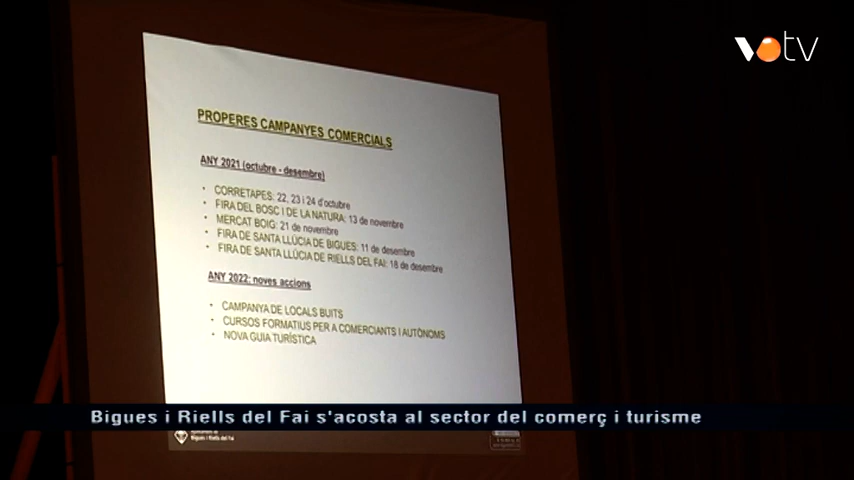 votv
PROPERES CAMPANYES COMERCIALS
ANY 2021 (octubre - desembre)
• CORRETAPES: 22, 23 i 24 d'octubre
• FIRA DEL BOSC I DE LA NATURA: 13 de novembre
• MERCAT BOIG: 21 de novembre
• FIRA DE SANTA LLÚCIA DE BIGUES: 11 de desembre
• FIRA DE SANTA LLÚCIA DE RIELLS DEL FAI: 18 de desembre
ANY 2022: noves accions
• CAMPANYA DE LOCALS BUITS
• CURSOS FORMATIUS PER A COMERCIANTS I AUTÒNOMS
• NOVA GUIA TURÍSTICA
Bigues i Riells del Fai s'acosta al sector del comerç i turisme
Bigues i Riells del Fai